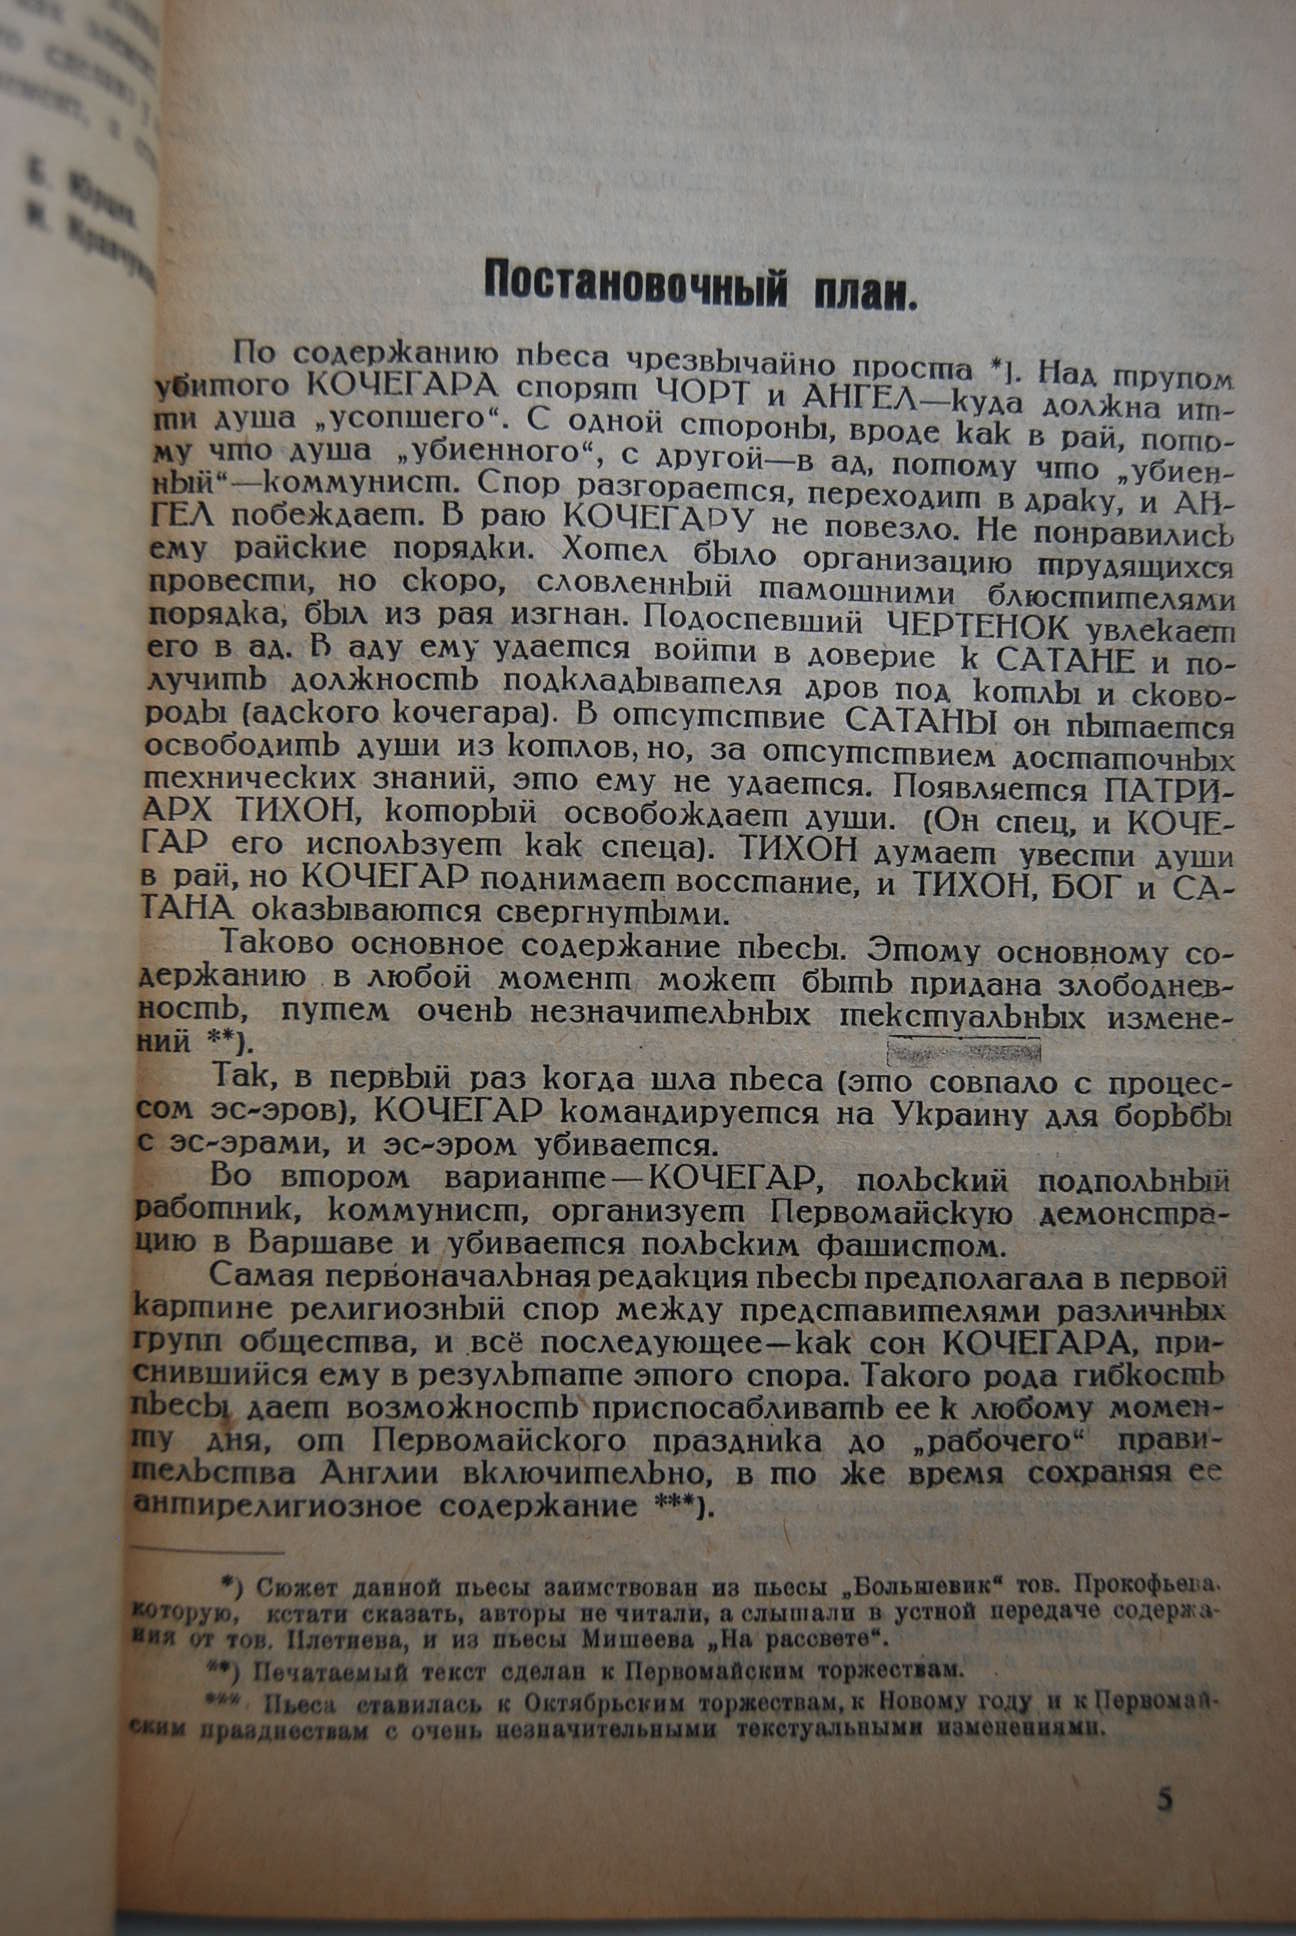 Б. Юрцев.
Постановочный план.
По содержанию пьеса чрезвычайно проста *). Над трупом
убитого КОЧЕГАРА спорят ЧОРТ и АНГЕЛ—куда должна ит-
ти душа „усопшего“. С одной стороны, вроде как в рай, пото-
му что душа „убиенного“, с другой—в ад, потому что „убиен-
ный“—коммунист. Спор разгорается, переходит в драку, и АН-
ГЕЛ побеждает. В раю КОЧЕГАРУ не повезло. Не понравились
ему райские порядки. Хотел было организацию трудящихся
провести, но скоро, словленный тамошними блюстителями
порядка, был из рая изгнан. Подоспевший ЧЕРТЕНОК увлекает
его в ад. В аду ему удается войти в доверие к САТАНЕ и по-
лучить должность подкладывателя дров под котлы и сково-
роды (адского кочегара). В отсутствие САТАНЫ он пытается
освободить души из котлов, но, за отсутствием достаточных
технических знаний, это ему не удается. Появляется ПАТРИ-
АРХ ТИХОН, который освобождает души. (Он спец, и КОЧЕ-
ГАР его использует как спеца). ТИХОН думает увести души
в рай, но КОЧЕГАР поднимает восстание, и ТИХОН, БОГ и СА-
ТАНА оказываются свергнутыми.
Таково основное содержание пьесы. Этому основному со-
держанию в любой момент может быть придана злободнев-
ность, путем очень незначительных текстуальных измене-
ний **).
Так, в первый раз когда шла пьеса (это совпало с процес-
сом эс-эров), КОЧЕГАР командируется на Украину для борьбы
с эс-эрами, и эс-эром убивается.
Во втором варианте—КОЧЕГАР, польский подпольный
работник, коммунист, организует Первомайскую демонстра-
цию в Варшаве и убивается польским фашистом.
Самая первоначальная редакция пьесы предполагала в первой
картине религиозный спор между представителями различных
групп общества, и всё последующее—как сон КОЧЕГАРА, при-
снившийся ему в результате этого спора. Такого рода гибкость
пьесы дает возможность приспосабливать ее к любому момен-
ту дня, от Первомайского праздника до „рабочего“ прави-
тельства Англии включительно, в то же время сохраняя ее
антирелигиозное содержание ***).
*) Сюжет данной пьесы заимствован из пьесы „Большевик“ тов. Прокофьева,
которую, кстати сказать, авторы не читали, а слышали в устной передаче содержа-
ния от тов. Плетнева, и из пьесы Мишеева „На рассвете“.
**) Печатаемый текст сделан к Первомайским торжествам.
*** Пьеса ставилась к Октябрьским торжествам, к Новому году и к Первомай-
ским празднествам с очень незначительными текстуальными изменениями.
5